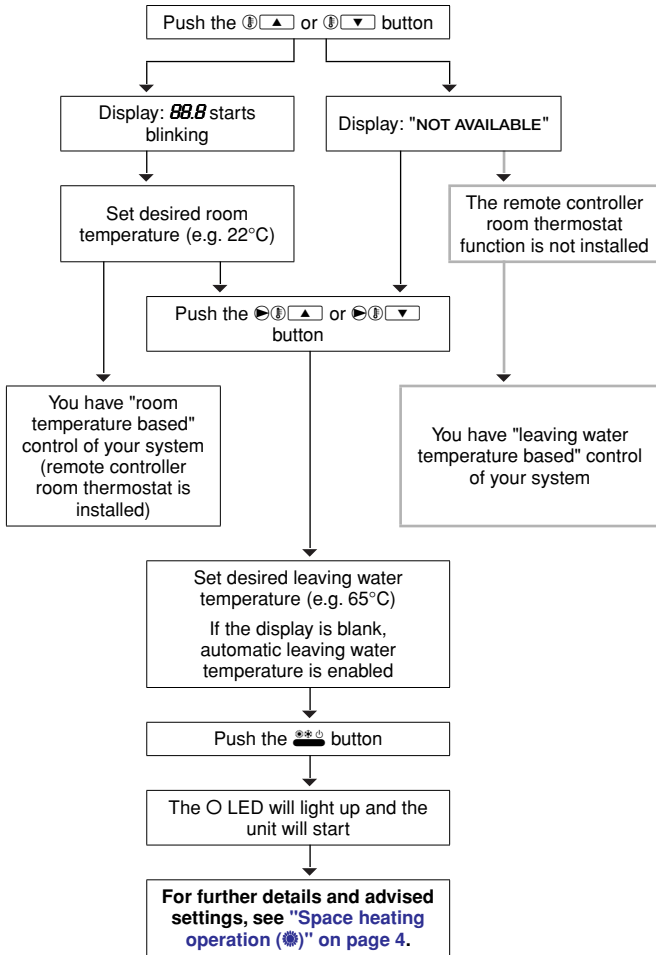 Push the ▲ or ▼ button
Display: 88.8 starts
blinking
Display: "NOT AVAILABLE"
Set desired room
temperature (e.g. 22°C)
The remote controller
room thermostat
function is not installed
Push the ▲ or ▼
button
You have "room
temperature based"
control of your system
(remote controller
room thermostat is
installed)
You have "leaving water
temperature based" control
of your system
Set desired leaving water
temperature (e.g. 65°C)
If the display is blank,
automatic leaving water
temperature is enabled
Push the button
The O LED will light up and the
unit will start
For further details and advised
settings, see "Space heating
operation (☀)" on page 4.